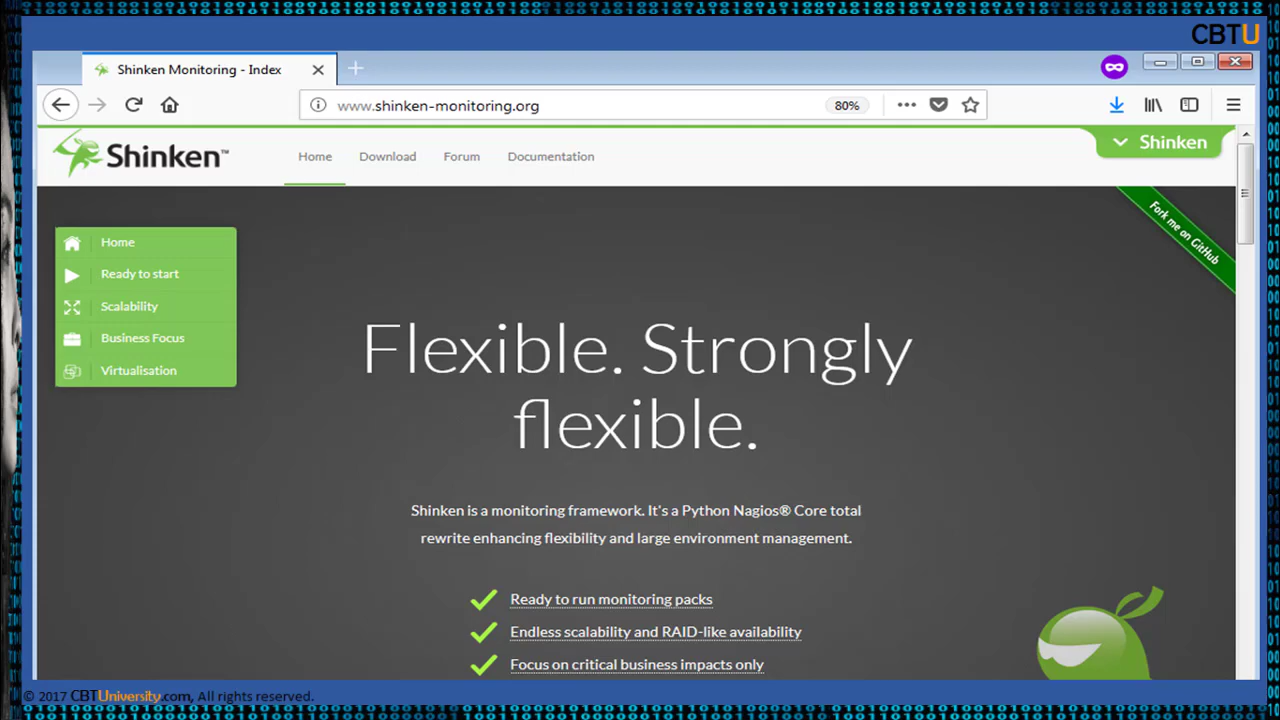 CBTU
Shinken Monitoring - Index
www.shinken-monitoring.org
80%
Shinken™
Home
Download
Forum
Documentation
Shinken
Fork me on GitHub
Home
Ready to start
Scalability
Business Focus
Virtualisation
Flexible. Strongly
flexible.
Shinken is a monitoring framework. It's a Python Nagios® Core total
rewrite enhancing flexibility and large environment management.
Ready to run monitoring packs
Endless scalability and RAID-like availability
Focus on critical business impacts only
© 2017 CBTUniversity.com, All rights reserved.